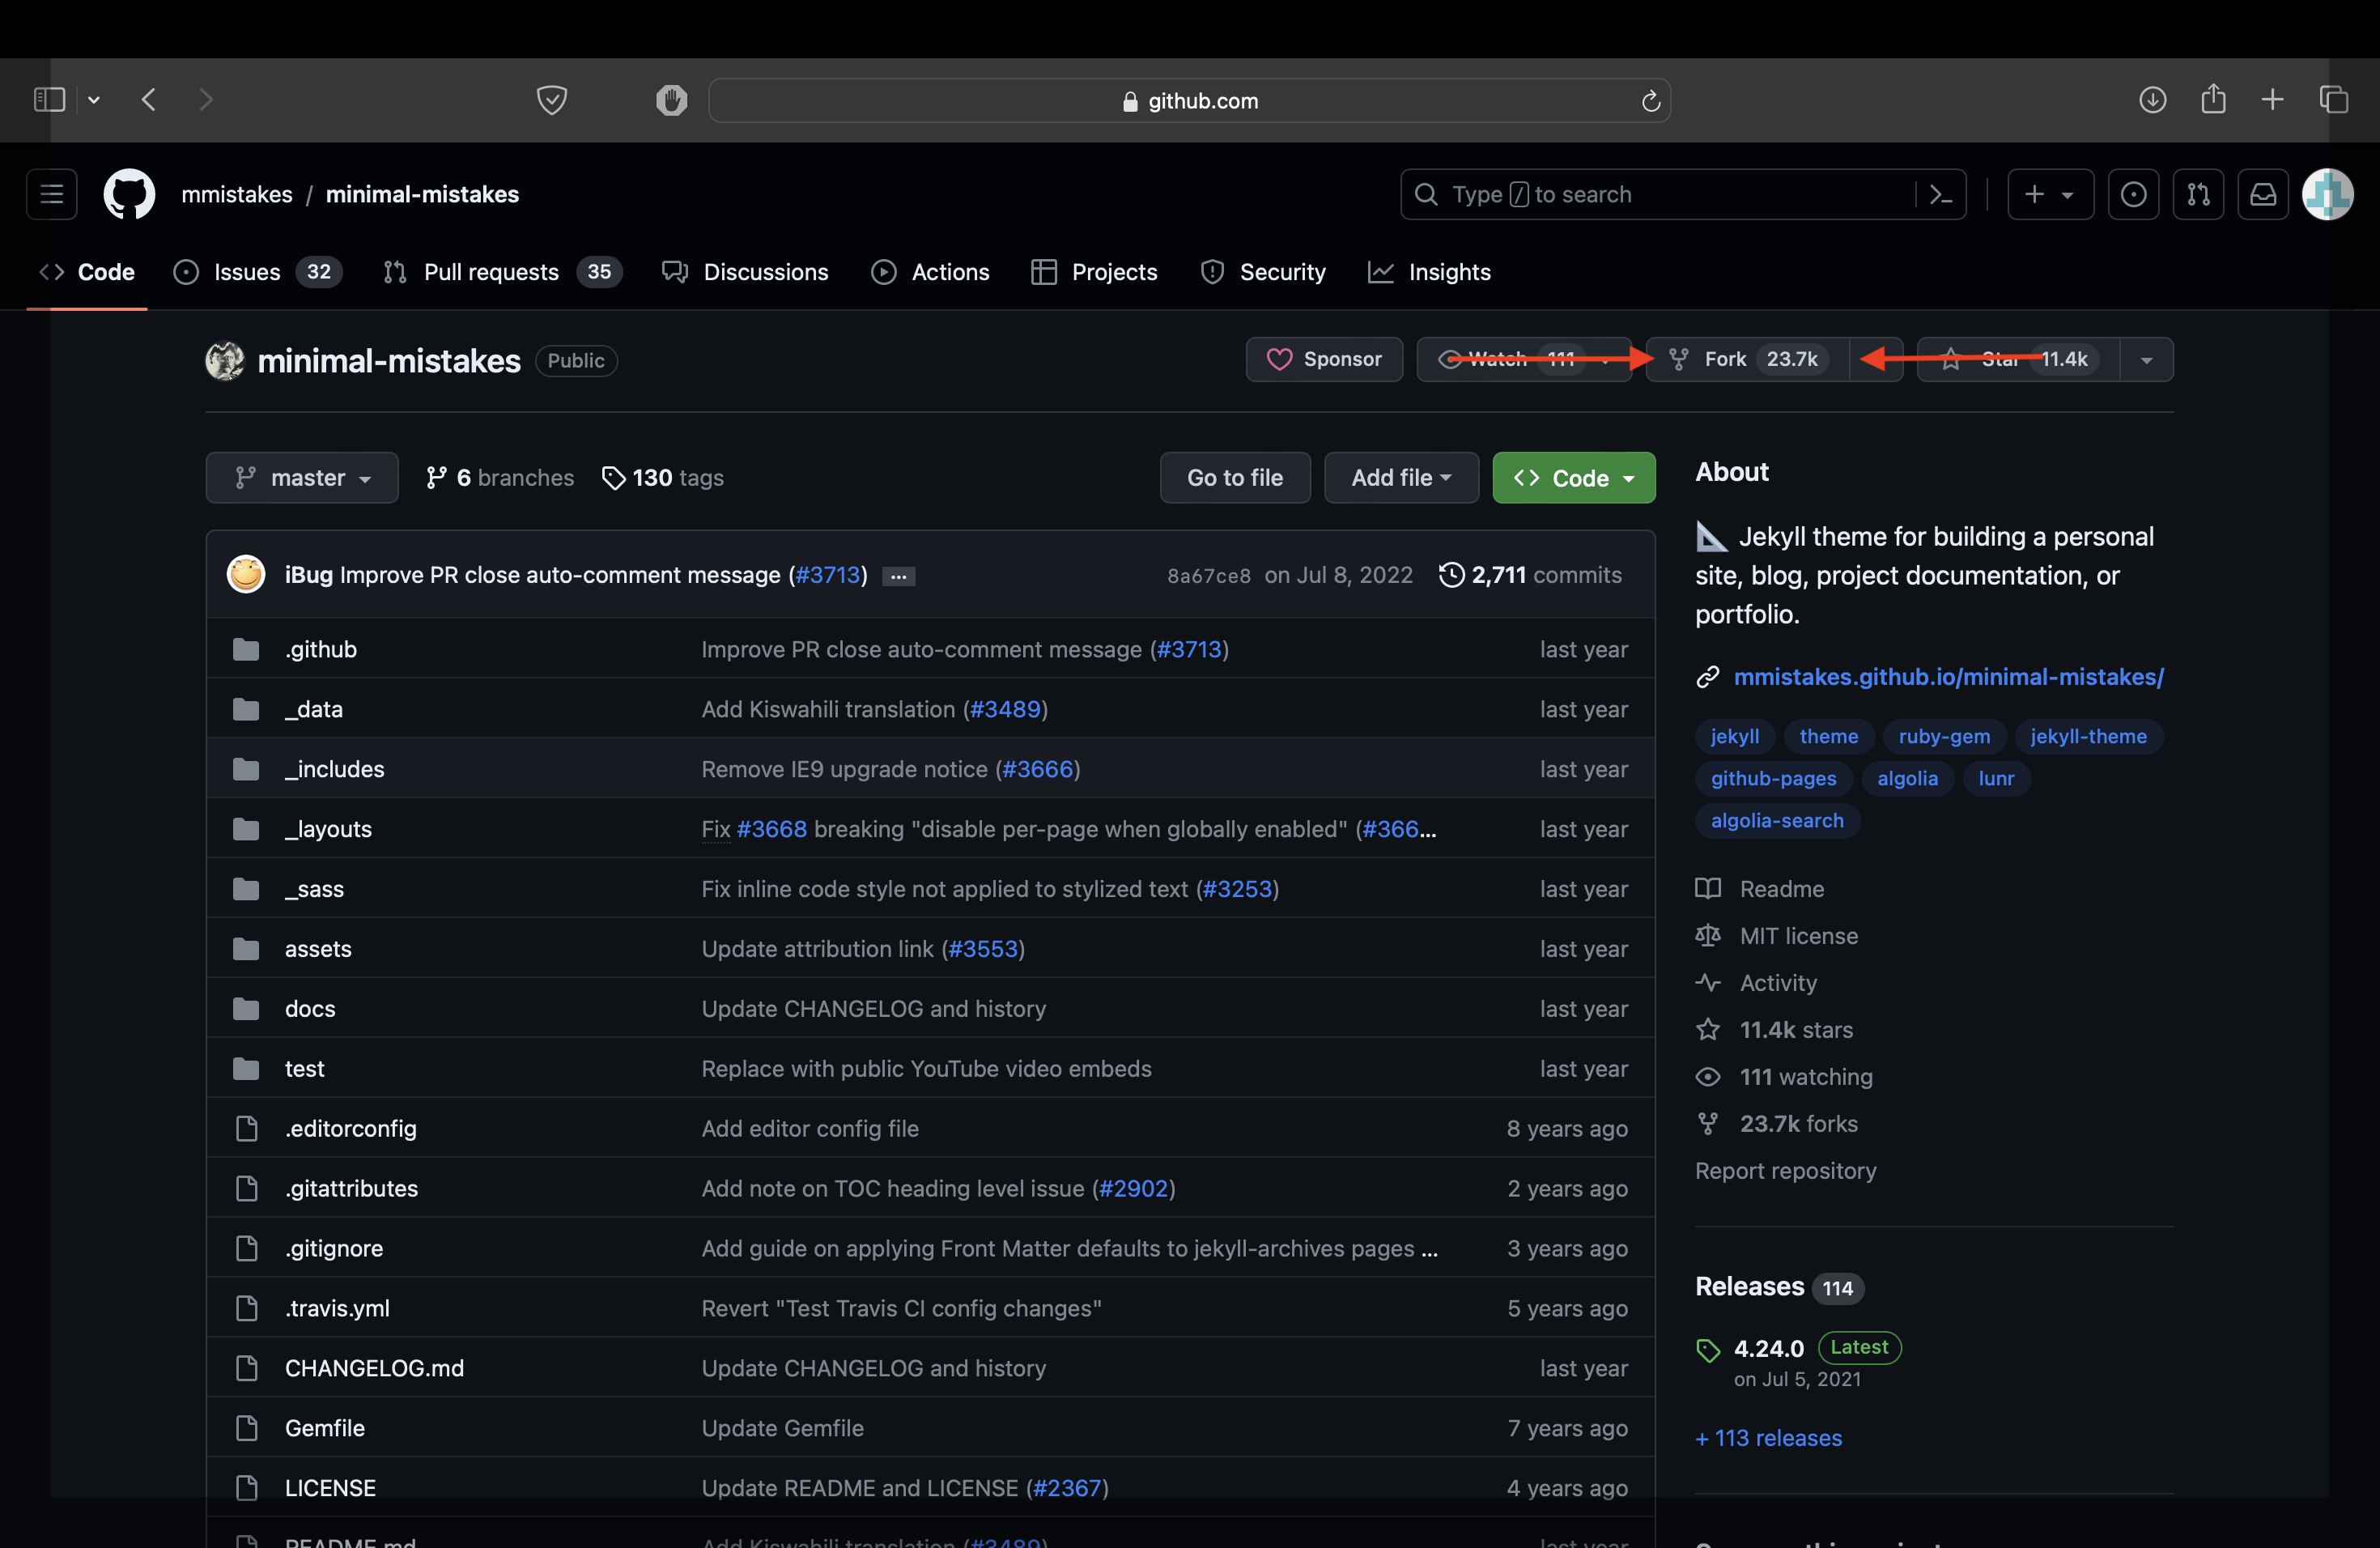 github.com
mmistakes / minimal-mistakes
Type / to search
Code
Issues 32
Pull requests 35
Discussions
Actions
Projects
Security
Insights
minimal-mistakes Public
Sponsor
Watch 111
Fork 23.7k
Star 11.4k
master
6 branches
130 tags
Go to file
Add file
Code
iBug Improve PR close auto-comment message (#3713) ...
8a67ce8 on Jul 8, 2022
2,711 commits
.github Improve PR close auto-comment message (#3713) last year
_data Add Kiswahili translation (#3489) last year
_includes Remove IE9 upgrade notice (#3666) last year
_layouts Fix #3668 breaking "disable per-page when globally enabled" (#366... last year
_sass Fix inline code style not applied to stylized text (#3253) last year
assets Update attribution link (#3553) last year
docs Update CHANGELOG and history last year
test Replace with public YouTube video embeds last year
.editorconfig Add editor config file 8 years ago
.gitattributes Add note on TOC heading level issue (#2902) 2 years ago
.gitignore Add guide on applying Front Matter defaults to jekyll-archives pages ... 3 years ago
.travis.yml Revert "Test Travis CI config changes" 5 years ago
CHANGELOG.md Update CHANGELOG and history last year
Gemfile Update Gemfile 7 years ago
LICENSE Update README and LICENSE (#2367) 4 years ago
README.md Add Kiswahili translation (#3489) last year
About
Jekyll theme for building a personal
site, blog, project documentation, or
portfolio.
mmistakes.github.io/minimal-mistakes/
jekyll theme ruby-gem jekyll-theme
github-pages algolia lunr
algolia-search
Readme
MIT license
Activity
11.4k stars
111 watching
23.7k forks
Report repository
Releases 114
4.24.0 Latest
on Jul 5, 2021
+ 113 releases